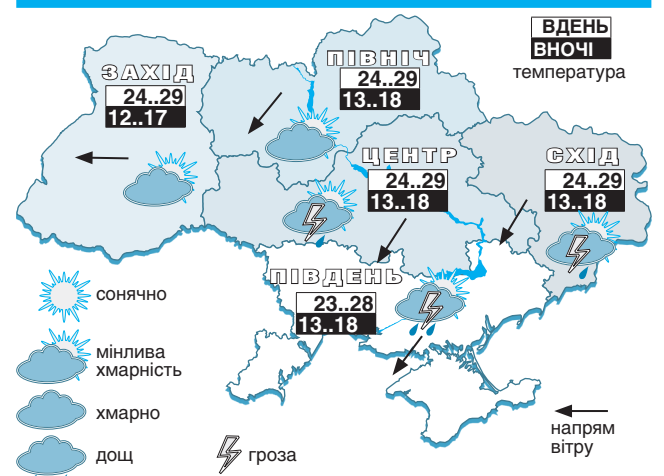 ВДЕНЬ
ВНОЧІ
температура
ЗАХІД
24..29
12..17
ПІВНІЧ
24..29
13..18
ЦЕНТР
24..29
13..18
СХІД
24..29
13..18
ПІВДЕНЬ
23..28
13..18
сонячно
мінлива
хмарність
хмарно
дощ
гроза
напрям
вітру